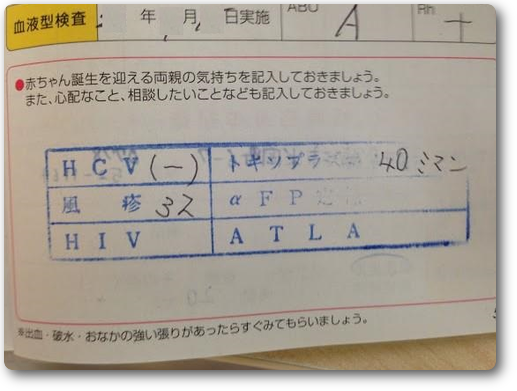 血液型検査 年 月 日実施 ABO A Rh +
●赤ちゃん誕生を迎える両親の気持ちを記入しておきましょう。
また、心配なこと、相談したいことなども記入しておきましょう。
HCV (-) トキソプラズマ 40ミマン
風疹 32 αFP
HIV ATLA
※出血・破水・おなかの強い張りがあったらすぐみてもらいましょう。